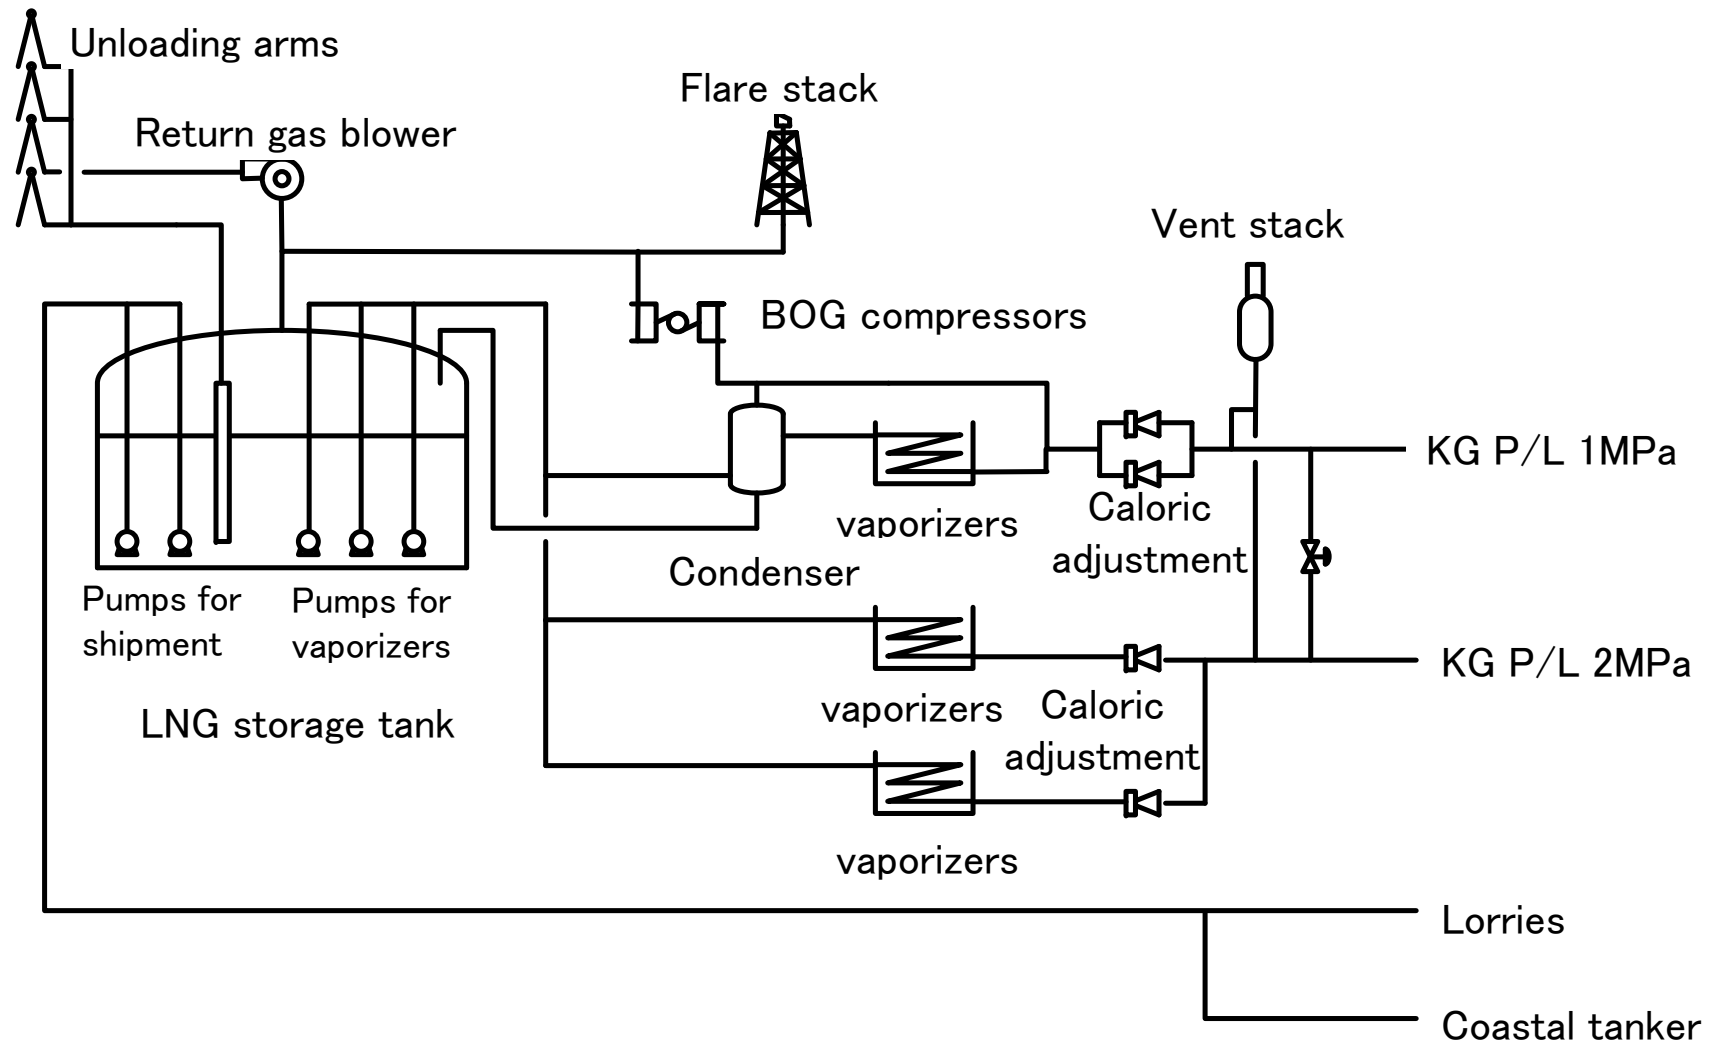 Unloading arms
Flare stack
Return gas blower
Vent stack
BOG compressors
KG P/L 1MPa
vaporizers
Caloric
adjustment
Condenser
Pumps for
shipment
Pumps for
vaporizers
KG P/L 2MPa
LNG storage tank
vaporizers
Caloric
adjustment
vaporizers
Lorries
Coastal tanker